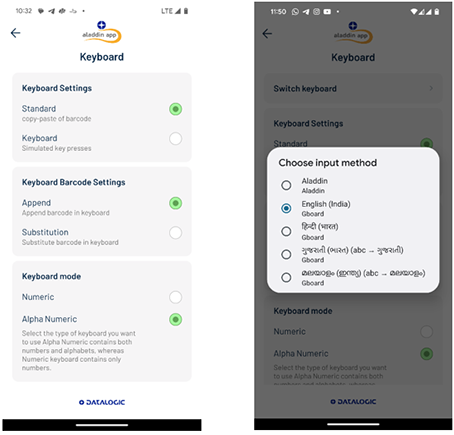 10:32
LTE
aladdin app
Keyboard
Keyboard Settings
Standard
copy-paste of barcode
Keyboard
Simulated key presses
Keyboard Barcode Settings
Append
Append barcode in keyboard
Substitution
Substitute barcode in keyboard
Keyboard mode
Numeric
Alpha Numeric
Select the type of keyboard you want
to use Alpha Numeric contains both
numbers and alphabets, whereas
Numeric keyboard contains only
numbers.
DATALOGIC
11:50
aladdin app
Keyboard
Switch keyboard
Keyboard Settings
Standard
Choose input method
Aladdin
Aladdin
English (India)
Gboard
हिन्दी (भारत)
Gboard
ગુજરાતી (ભારત) (abc → ગુજરાતી)
Gboard
മലയാളം (ഇന്ത്യ) (abc → മലയാളം)
Gboard
Keyboard mode
Numeric
Alpha Numeric
Select the type of keyboard you want
to use Alpha Numeric contains both
numbers and alphabets, whereas
DATALOGIC